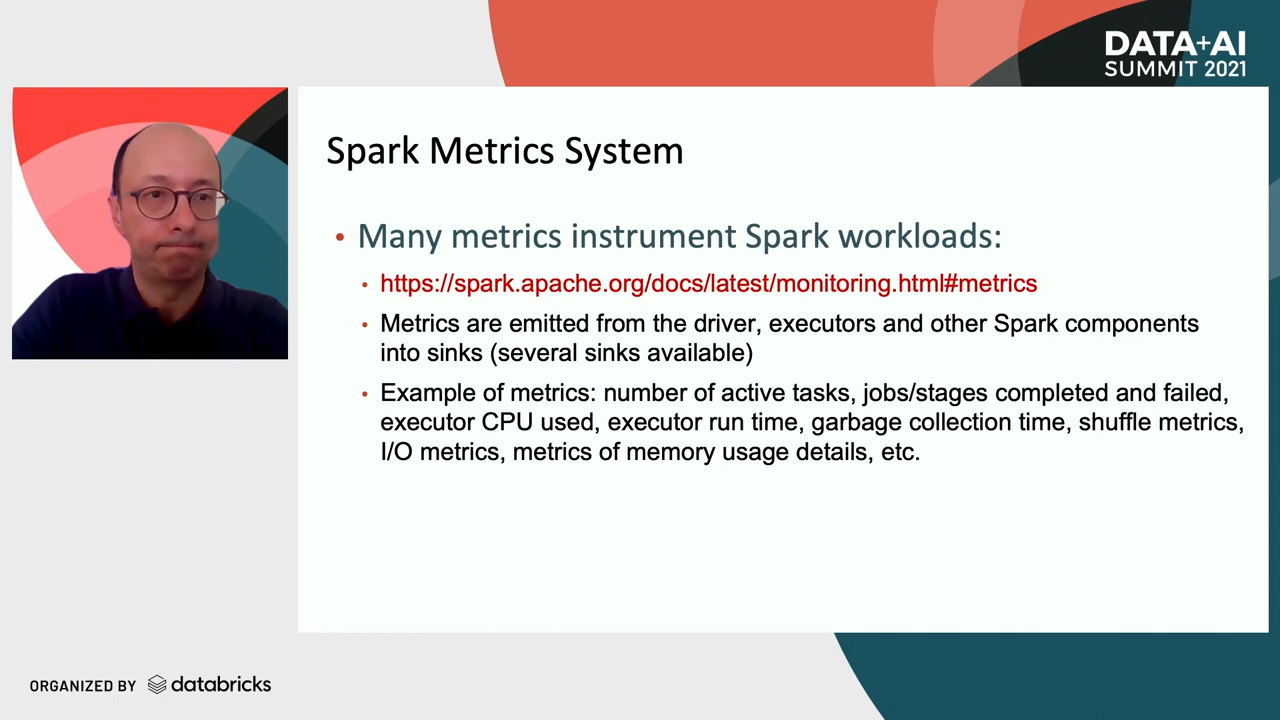 DATA+AI
SUMMIT 2021
Spark Metrics System
• Many metrics instrument Spark workloads:
• https://spark.apache.org/docs/latest/monitoring.html#metrics
• Metrics are emitted from the driver, executors and other Spark components
into sinks (several sinks available)
• Example of metrics: number of active tasks, jobs/stages completed and failed,
executor CPU used, executor run time, garbage collection time, shuffle metrics,
I/O metrics, metrics of memory usage details, etc.
ORGANIZED BY databricks